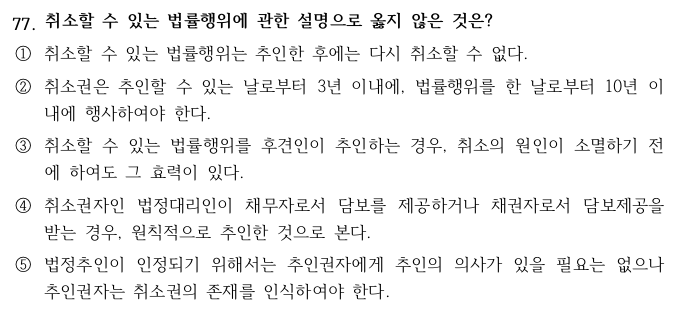 77. 취소할 수 있는 법률행위에 관한 설명으로 옳지 않은 것은?
① 취소할 수 있는 법률행위는 추인한 후에는 다시 취소할 수 없다.
② 취소권은 추인할 수 있는 날로부터 3년 이내에, 법률행위를 한 날로부터 10년 이
내에 행사하여야 한다.
③ 취소할 수 있는 법률행위를 후견인이 추인하는 경우, 취소의 원인이 소멸하기 전
에 하여도 그 효력이 있다.
④ 취소권자인 법정대리인이 채무자로서 담보를 제공하거나 채권자로서 담보제공을
받는 경우, 원칙적으로 추인한 것으로 본다.
⑤ 법정추인이 인정되기 위해서는 추인권자에게 추인의 의사가 있을 필요는 없으나
추인권자는 취소권의 존재를 인식하여야 한다.